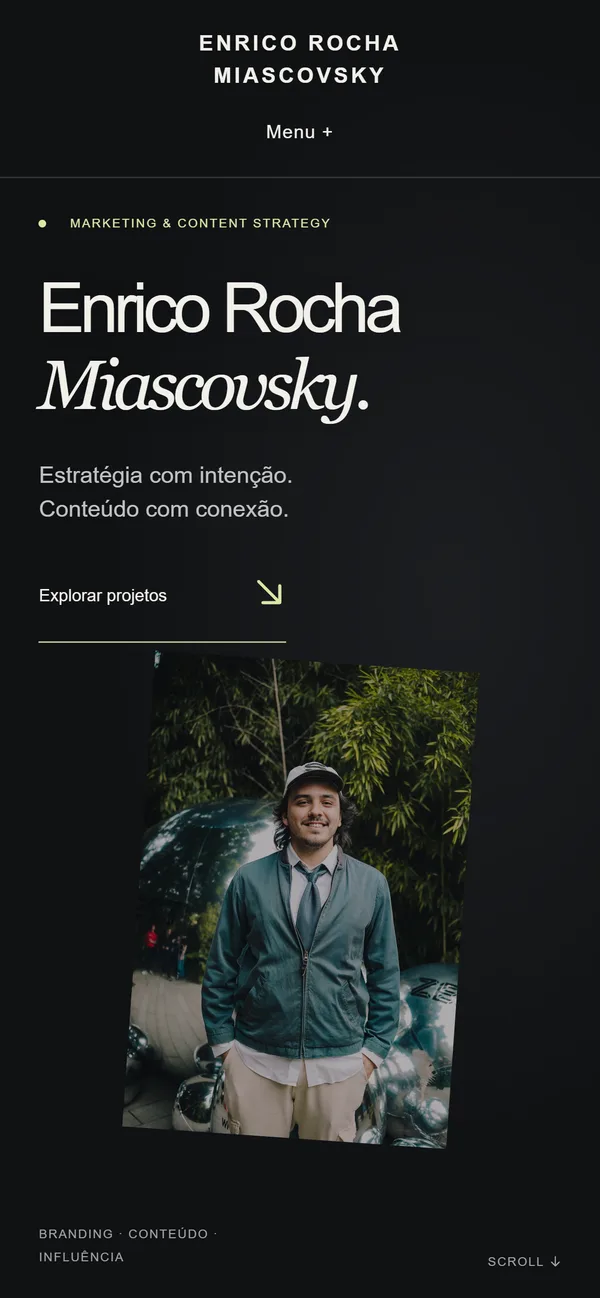 ENRICO ROCHA
MIASCOVSKY
Menu +
MARKETING & CONTENT STRATEGY
Enrico Rocha
Miascovsky.
Estratégia com intenção.
Conteúdo com conexão.
Explorar projetos
BRANDING · CONTEÚDO ·
INFLUÊNCIA
SCROLL ↓